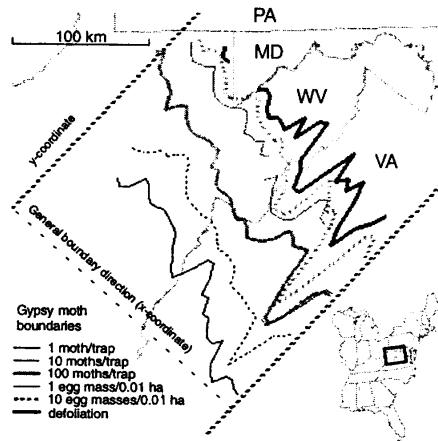 PA
100 km
MD
WV
VA
y-coordinate
General boundary direction (x-coordinate)
Gypsy moth
boundaries
1 moth/trap
10 moths/trap
100 moths/trap
1 egg mass/0.01 ha
10 egg masses/0.01 ha
defoliation